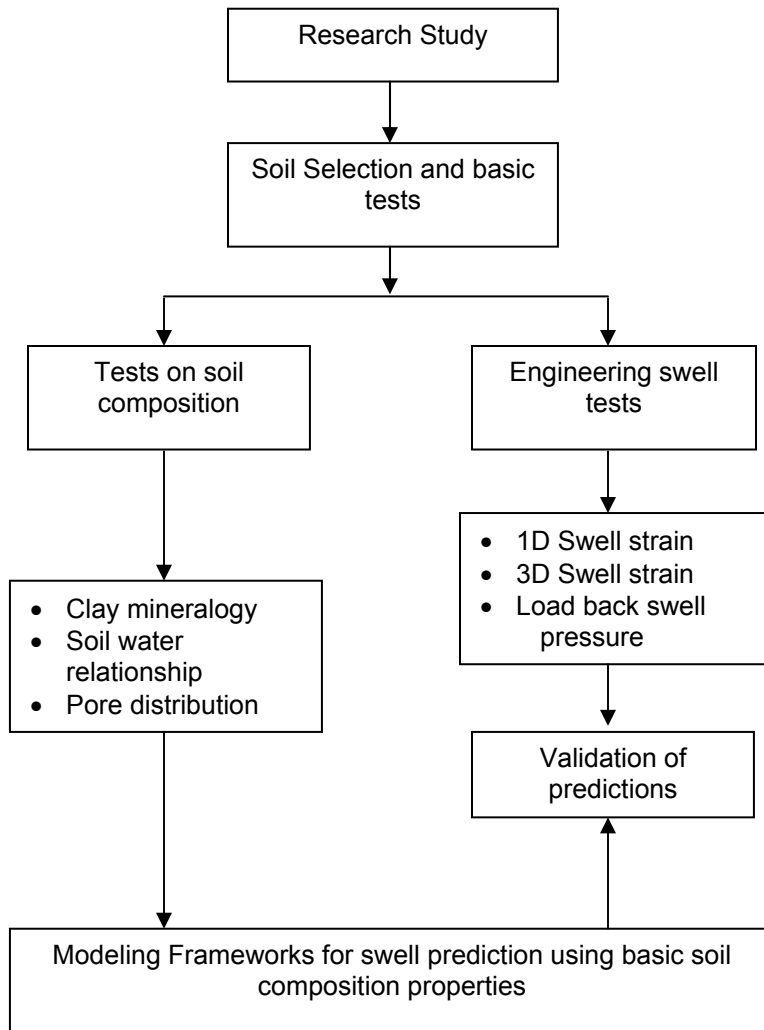 Research Study
Soil Selection and basic
tests
Tests on soil
composition
Engineering swell
tests
• 1D Swell strain
• 3D Swell strain
• Load back swell
pressure
• Clay mineralogy
• Soil water
relationship
• Pore distribution
Validation of
predictions
Modeling Frameworks for swell prediction using basic soil
composition properties